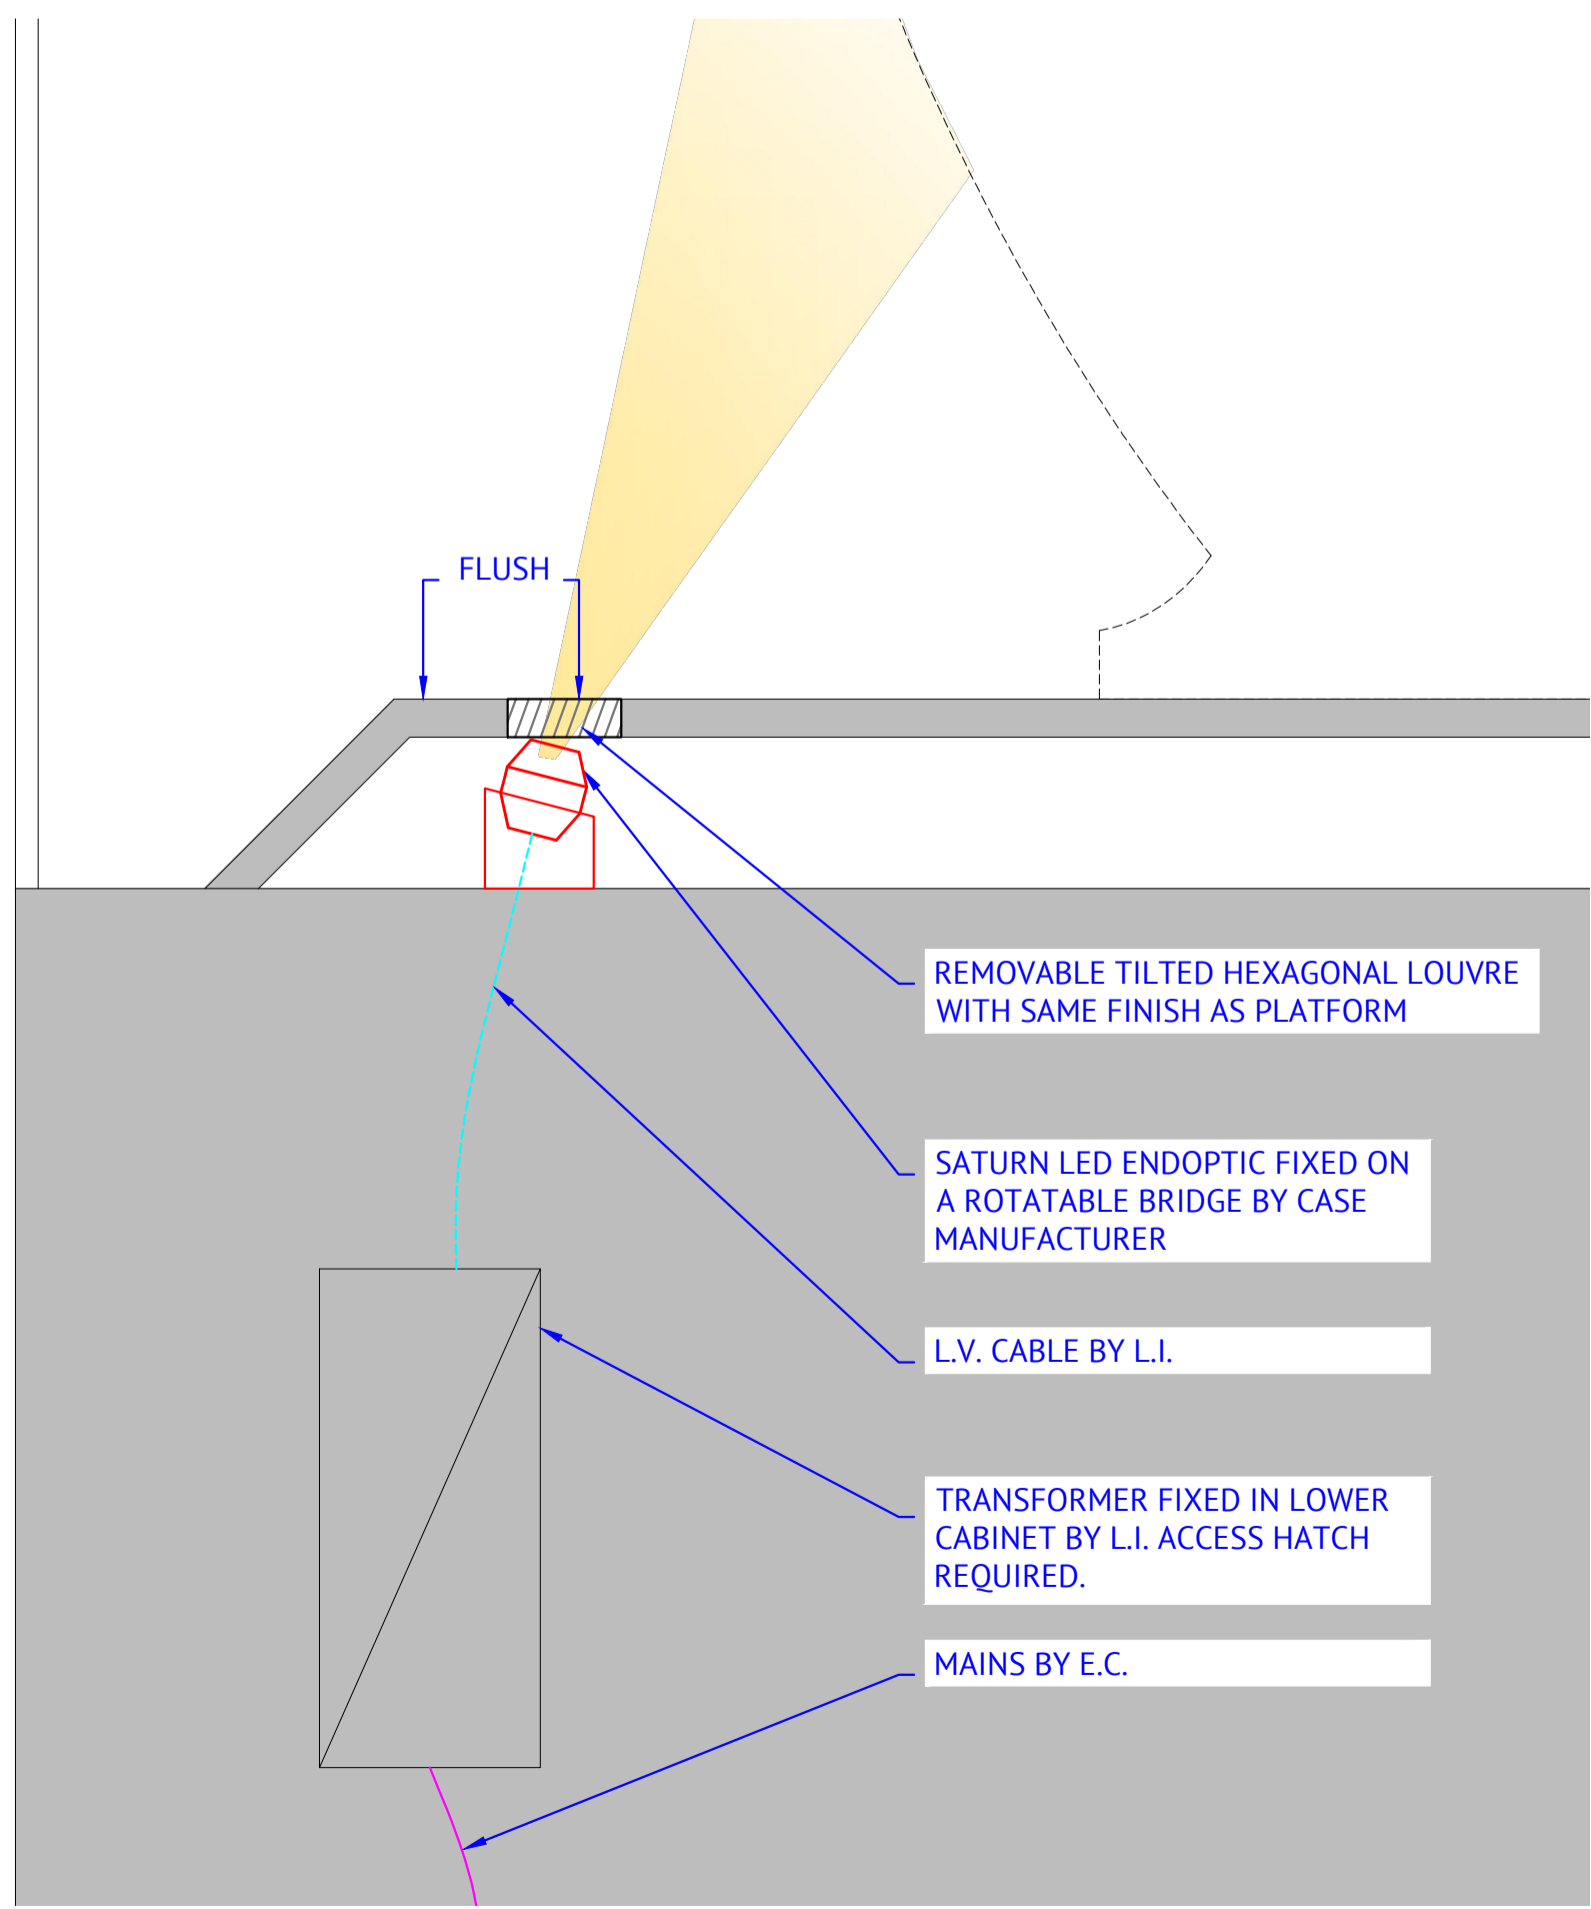 FLUSH
REMOVABLE TILTED HEXAGONAL LOUVRE
WITH SAME FINISH AS PLATFORM
SATURN LED ENDOPTIC FIXED ON
A ROTATABLE BRIDGE BY CASE
MANUFACTURER
L.V. CABLE BY L.I.
TRANSFORMER FIXED IN LOWER
CABINET BY L.I. ACCESS HATCH
REQUIRED.
MAINS BY E.C.